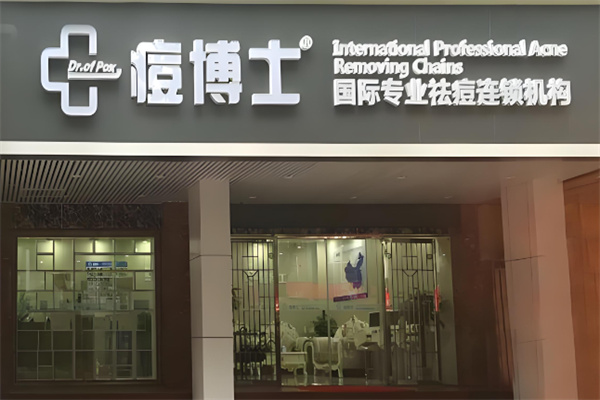 Dr.of Pox
痘博士®
International Professional Acne
Removing Chains
国际专业祛痘连锁机构